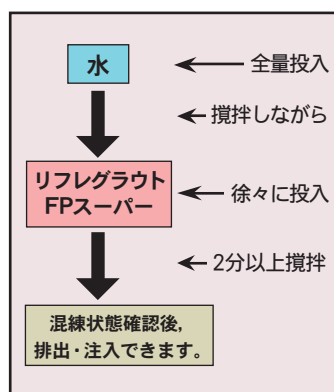 水
全量投入
撹拌しながら
リフレグラウト
FPスーパー
徐々に投入
2分以上撹拌
混練状態確認後,
排出・注入できます。